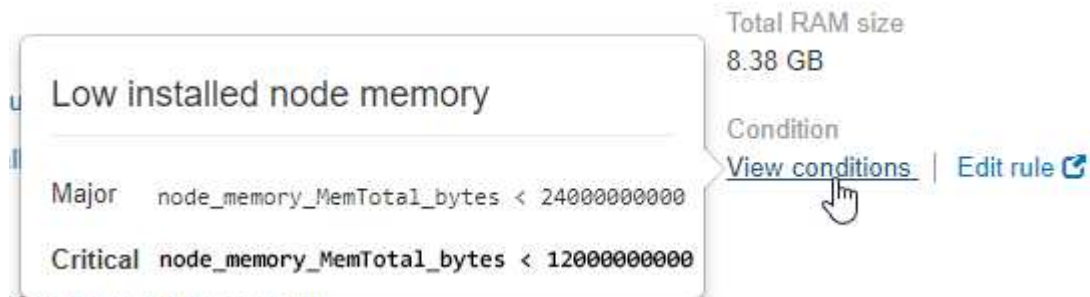 Total RAM size
8.38 GB
Low installed node memory
Condition
View conditions | Edit rule
Major node_memory_MemTotal_bytes < 24000000000
Critical node_memory_MemTotal_bytes < 12000000000